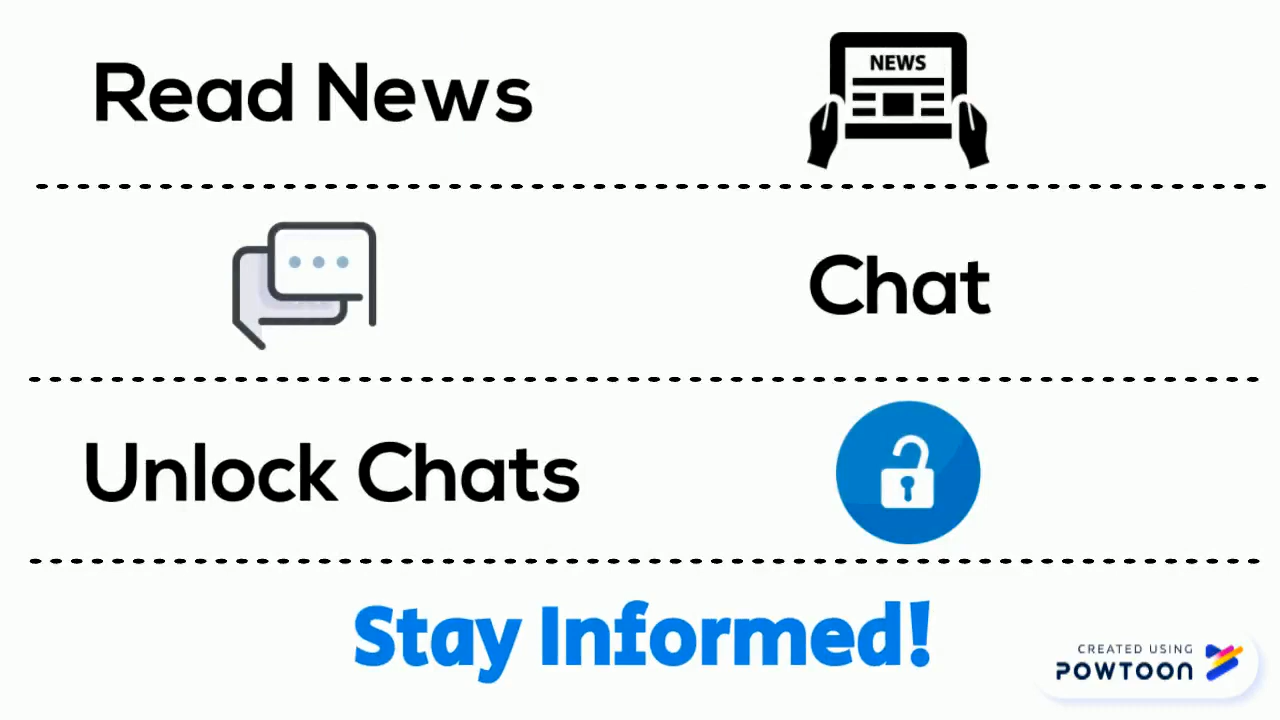 Read News
NEWS
Chat
Unlock Chats
Stay Informed!
CREATED USING
POWTOON